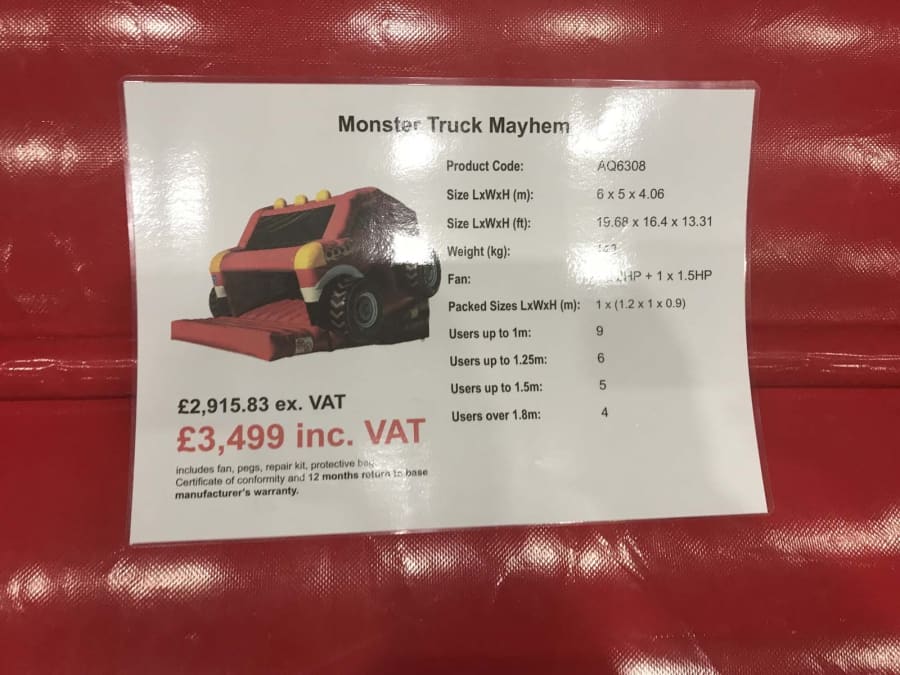 Monster Truck Mayhem
Product Code: AQ6308
Size LxWxH (m): 6 x 5 x 4.06
Size LxWxH (ft): 19.68 x 16.4 x 13.31
Weight (kg):
Fan: HP + 1 x 1.5HP
Packed Sizes LxWxH (m): 1 x (1.2 x 1 x 0.9)
Users up to 1m: 9
Users up to 1.25m: 6
Users up to 1.5m: 5
Users over 1.8m: 4
£2,915.83 ex. VAT
£3,499 inc. VAT
includes fan, pegs, repair kit, protective
Certificate of conformity and 12 months return to base
manufacturer's warranty.